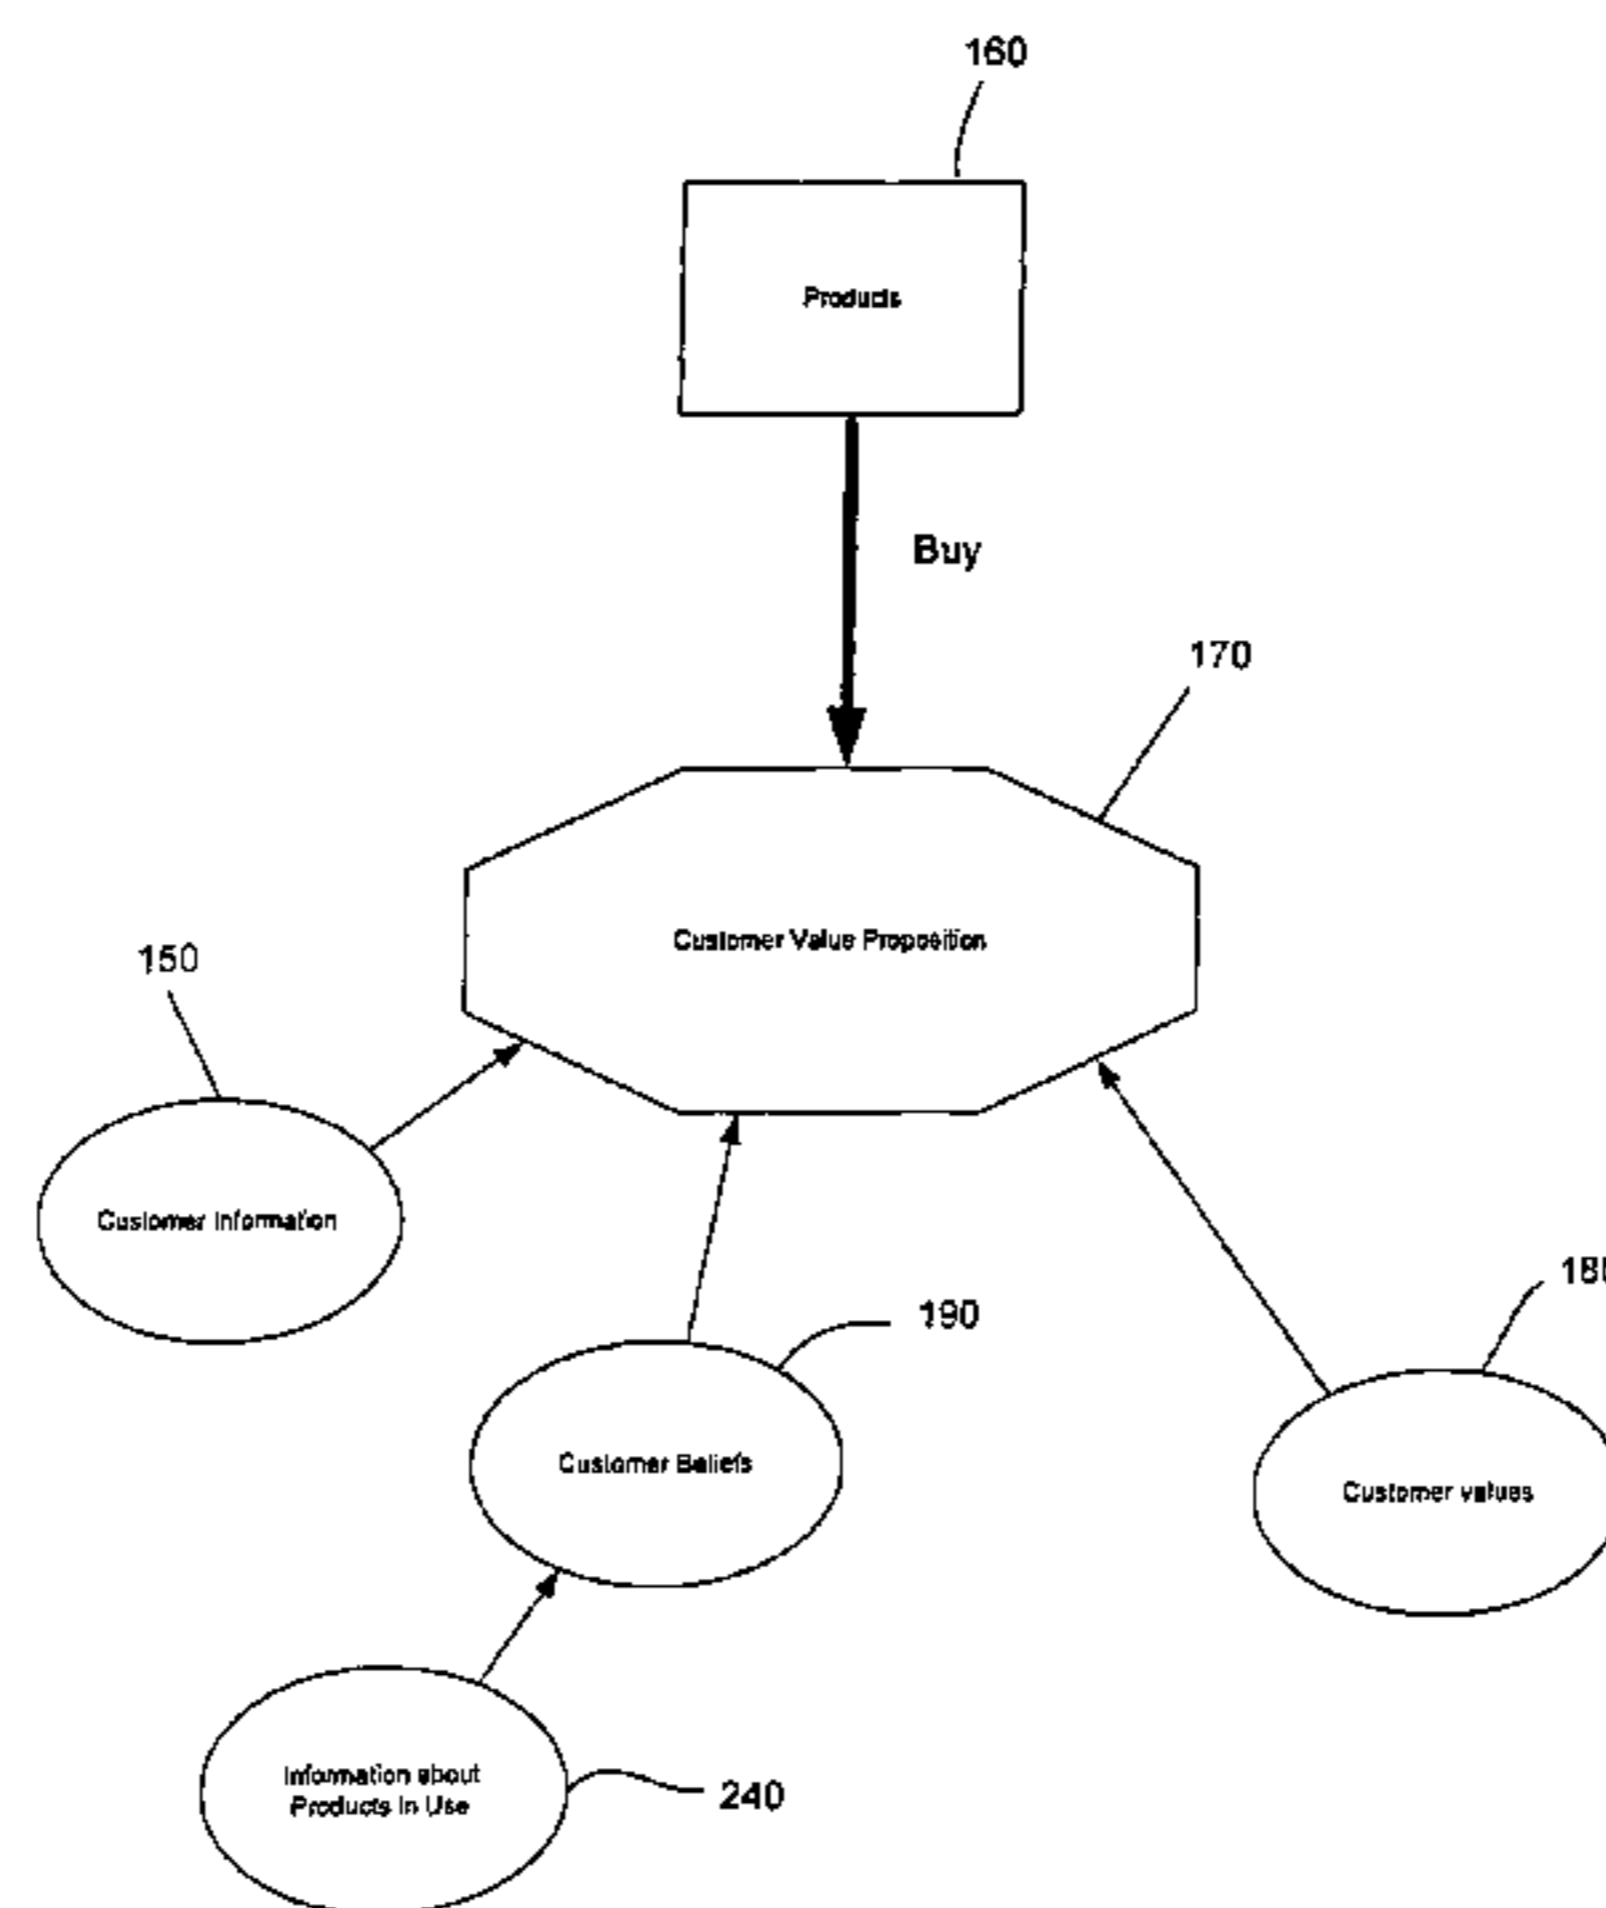 160
Products
Buy
170
Customer Value Proposition
150
Customer Information
190
Customer Beliefs
Customer values
Information about
Products In Use
240